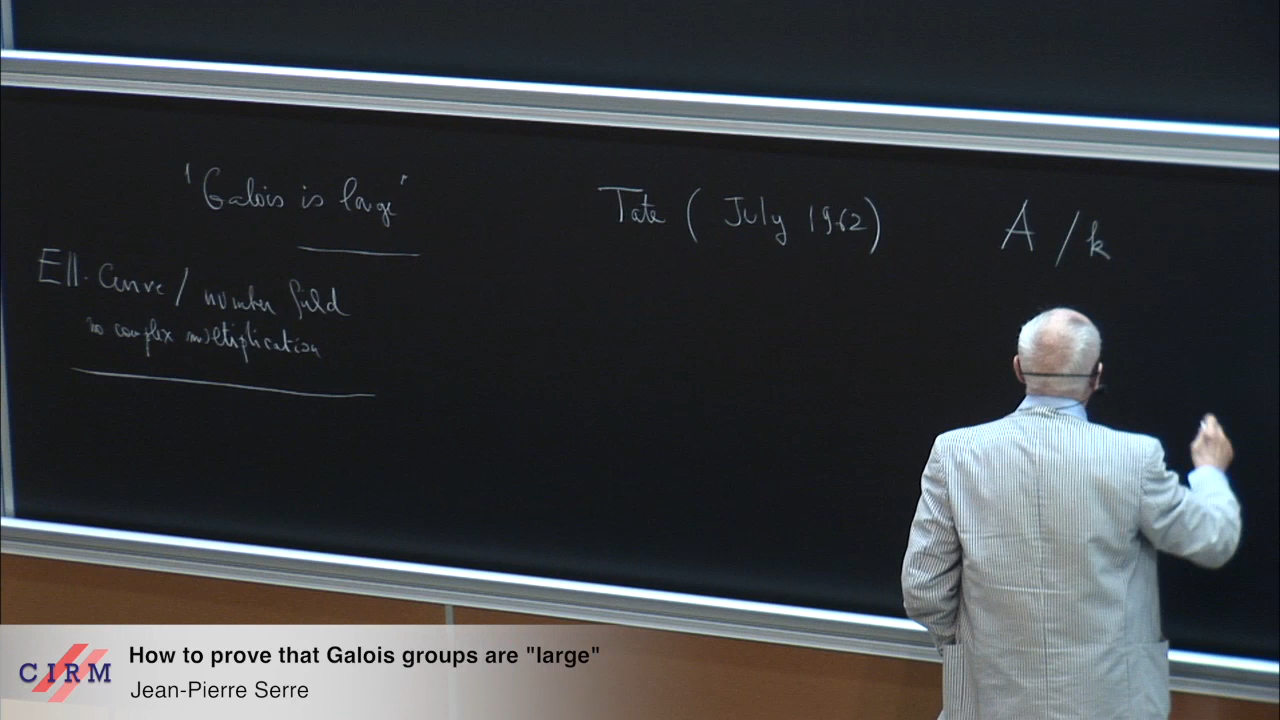 "Galois is large"
Ell. Curve / number field
no complex multiplication
Tate ( July 1962)
A / k
CIRM
How to prove that Galois groups are "large"
Jean-Pierre Serre